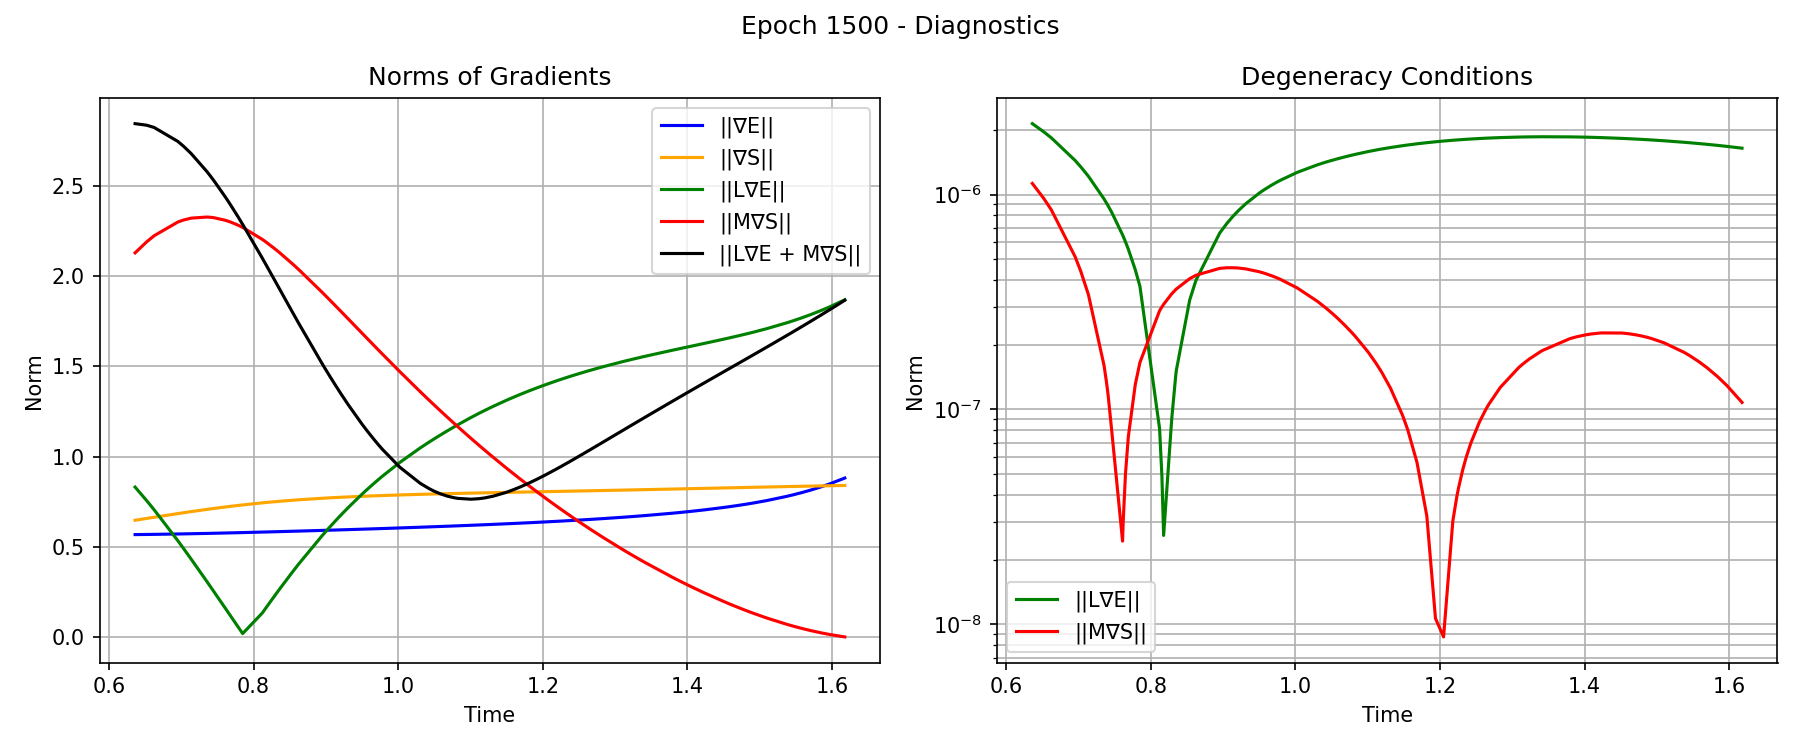 Epoch 1500 - Diagnostics
Norms of Gradients
||∇E||
||∇S||
||L∇E||
||M∇S||
||L∇E + M∇S||
Norm
2.5
2.0
1.5
1.0
0.5
0.0
0.6 0.8 1.0 1.2 1.4 1.6
Time
Degeneracy Conditions
Norm
10⁻⁶
10⁻⁷
10⁻⁸
||L∇E||
||M∇S||
0.6 0.8 1.0 1.2 1.4 1.6
Time